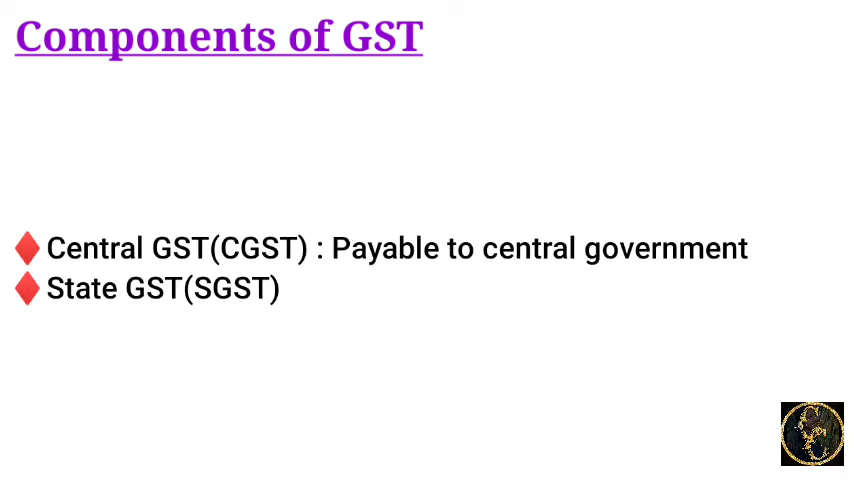 Components of GST
♦️Central GST(CGST) : Payable to central government
♦️State GST(SGST)